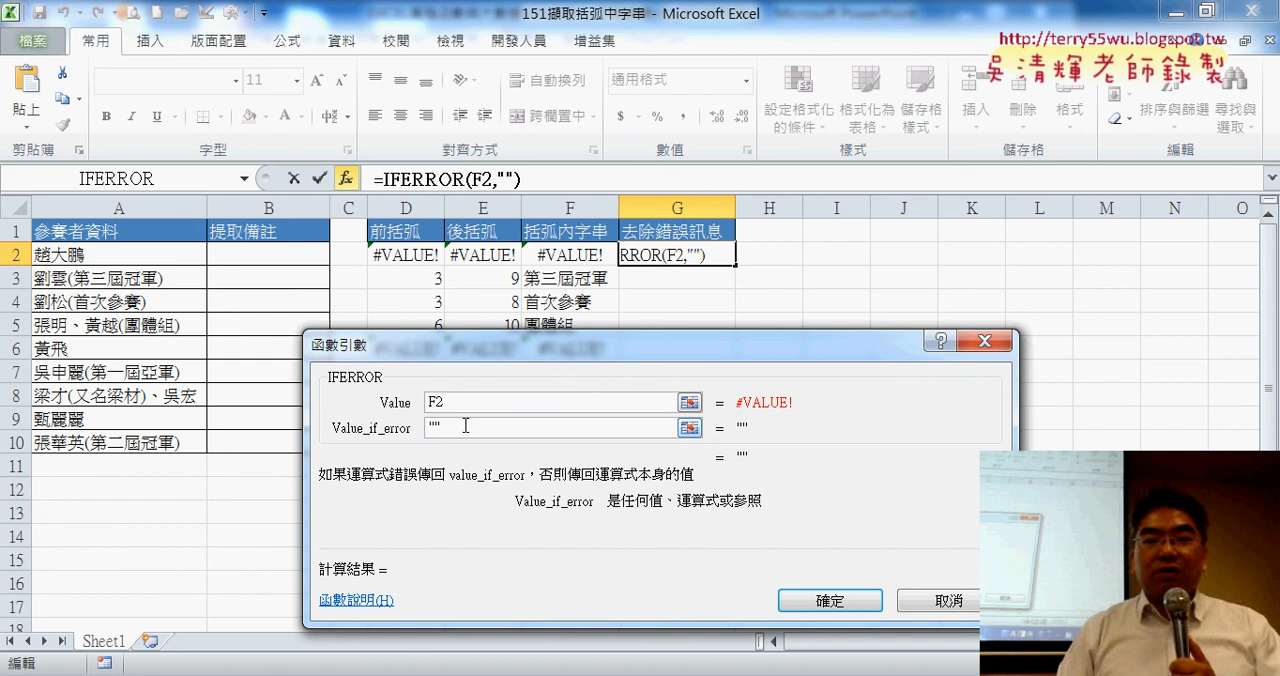 151擷取括弧中字串 - Microsoft Excel
http://terry55wu.blogspot.tw
吳清輝老師錄製
檔案 常用 插入 版面配置 公式 資料 校閱 檢視 開發人員 增益集
貼上 11 自動換列 通用格式 設定格式化的條件 格式化為表格 儲存格樣式 插入 刪除 格式 排序與篩選 尋找與選取
B I U A 跨欄置中 $ %
剪貼簿 字型 對齊方式 數值 樣式 儲存格 編輯
IFERROR fx =IFERROR(F2,"")
A B C D E F G H I J K L M N O
1 參賽者資料 提取備註 前括弧 後括弧 括弧內字串 去除錯誤訊息
2 趙大鵬 #VALUE! #VALUE! #VALUE! RROR(F2,"")
3 劉雲(第三屆冠軍) 3 9 第三屆冠軍
4 劉松(首次參賽) 3 8 首次參賽
5 張明、黃越(團體組) 6 10 團體組
6 黃飛 #VALUE! #VALUE! #VALUE!
7 吳申麗(第一屆亞軍)
8 梁才(又名梁材)、吳宏
9 甄麗麗
10 張華英(第二屆冠軍)
11
12
13
14
15
16
17
18
函數引數
IFERROR
Value F2 = #VALUE!
Value_if_error "" = ""
= ""
如果運算式錯誤傳回 value_if_error，否則傳回運算式本身的值
Value_if_error 是任何值、運算式或參照
計算結果 =
函數說明(H) 確定 取消
Sheet1
編輯